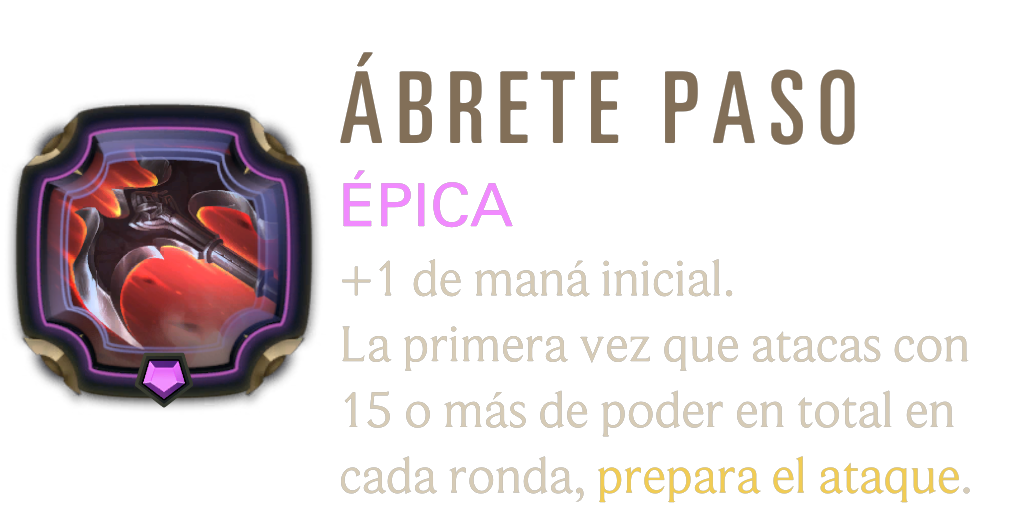 ÁBRETE PASO
ÉPICA
+1 de maná inicial.
La primera vez que atacas con
15 o más de poder en total en
cada ronda, prepara el ataque.